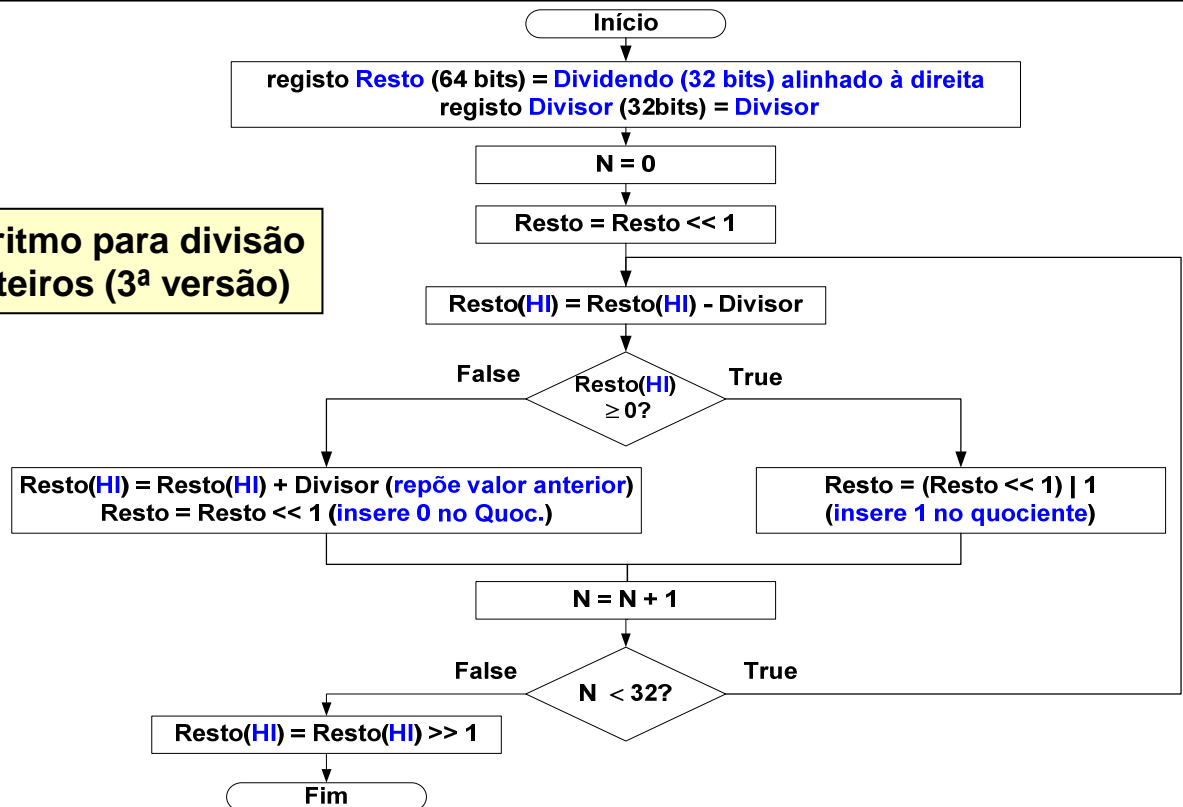 Início
registo Resto (64 bits) = Dividendo (32 bits) alinhado à direita
registo Divisor (32bits) = Divisor
N = 0
Resto = Resto << 1
ritmo para divisão
teiros (3ª versão)
Resto(HI) = Resto(HI) - Divisor
False
Resto(HI)
≥ 0?
True
Resto(HI) = Resto(HI) + Divisor (repõe valor anterior)
Resto = Resto << 1 (insere 0 no Quoc.)
Resto = (Resto << 1) | 1
(insere 1 no quociente)
N = N + 1
False
N < 32?
True
Resto(HI) = Resto(HI) >> 1
Fim